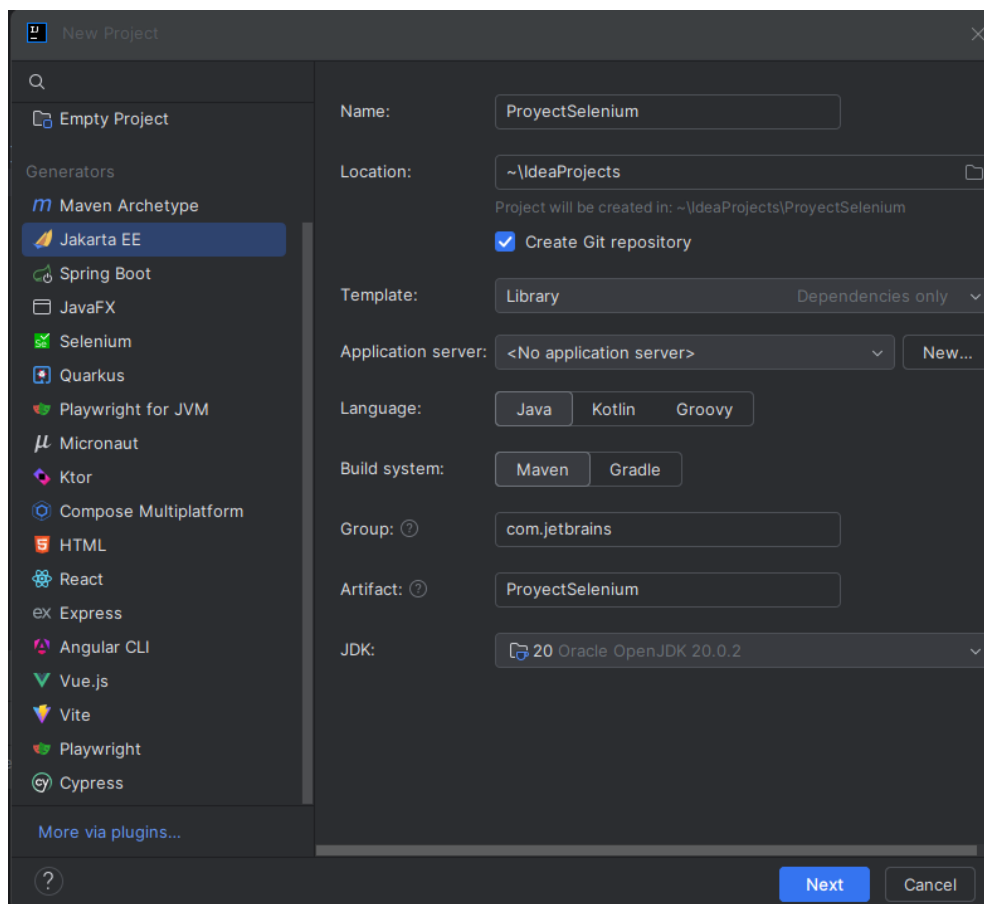 New Project
Empty Project
Generators
Maven Archetype
Jakarta EE
Spring Boot
JavaFX
Selenium
Quarkus
Playwright for JVM
Micronaut
Ktor
Compose Multiplatform
HTML
React
Express
Angular CLI
Vue.js
Vite
Playwright
Cypress
More via plugins...
Name: ProyectSelenium
Location: ~\IdeaProjects
Project will be created in: ~\IdeaProjects\ProyectSelenium
Create Git repository
Template: Library Dependencies only
Application server: <No application server> New...
Language: Java Kotlin Groovy
Build system: Maven Gradle
Group: com.jetbrains
Artifact: ProyectSelenium
JDK: 20 Oracle OpenJDK 20.0.2
? Next Cancel